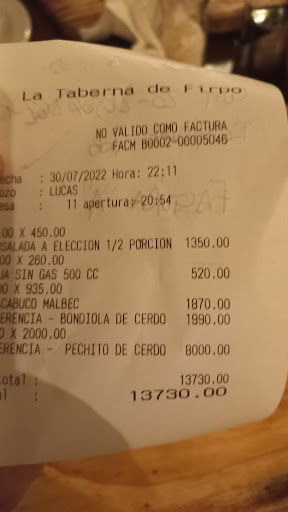 La Taberna de Firpo
NO VALIDO COMO FACTURA
FACM B0002-00005046
echa : 30/07/2022 Hora: 22:11
ozo : LUCAS
esa : 11 apertura: 20:54
.00 X 450.00
SALADA A ELECCION 1/2 PORCION 1350.00
00 X 260.00
UA SIN GAS 500 CC 520.00
00 X 935.00
CABUCO MALBEC 1870.00
ERENCIA - BONDIOLA DE CERDO 1990.00
0 X 2000.00
ERENCIA - PECHITO DE CERDO 8000.00
total : 13730.00
al : 13730.00